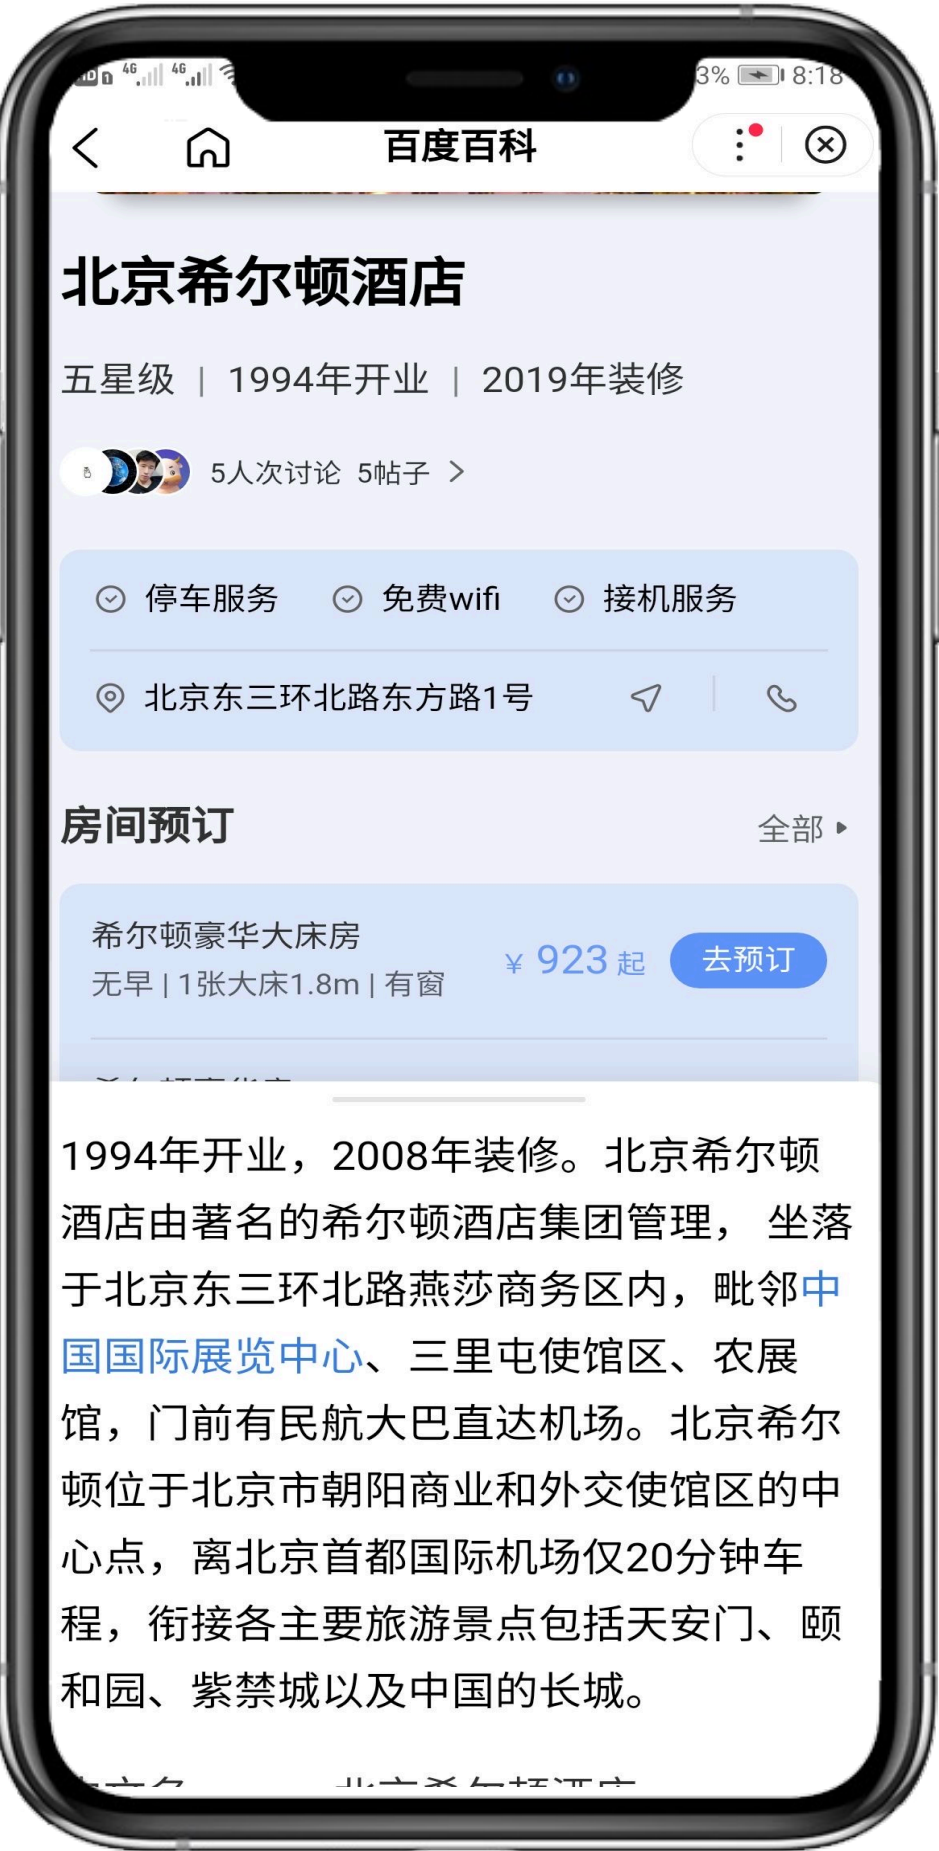 HD 1 4G 4G 3% 8:18
百度百科
北京希尔顿酒店
五星级 | 1994年开业 | 2019年装修
5人次讨论 5帖子
停车服务 免费wifi 接机服务
北京东三环北路东方路1号
房间预订 全部
希尔顿豪华大床房
¥ 923 起 去预订
无早 | 1张大床1.8m | 有窗
1994年开业，2008年装修。北京希尔顿
酒店由著名的希尔顿酒店集团管理， 坐落
于北京东三环北路燕莎商务区内，毗邻中
国国际展览中心、三里屯使馆区、农展
馆，门前有民航大巴直达机场。北京希尔
顿位于北京市朝阳商业和外交使馆区的中
心点，离北京首都国际机场仅20分钟车
程，衔接各主要旅游景点包括天安门、颐
和园、紫禁城以及中国的长城。